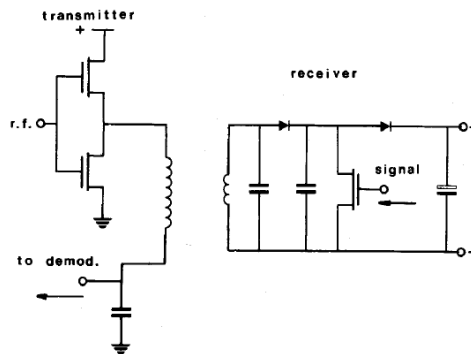 transmitter
+
receiver
r.f.
signal
to demod.